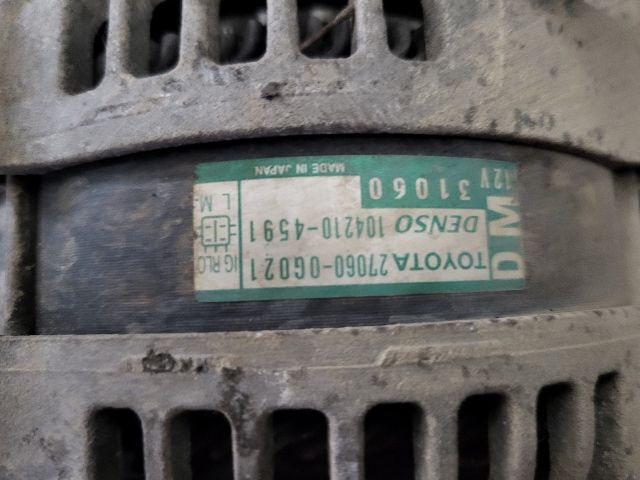 DM
TOYOTA 27060-0G021
DENSO 104210-4591
12V 31060
MADE IN JAPAN
IG RLO
L M